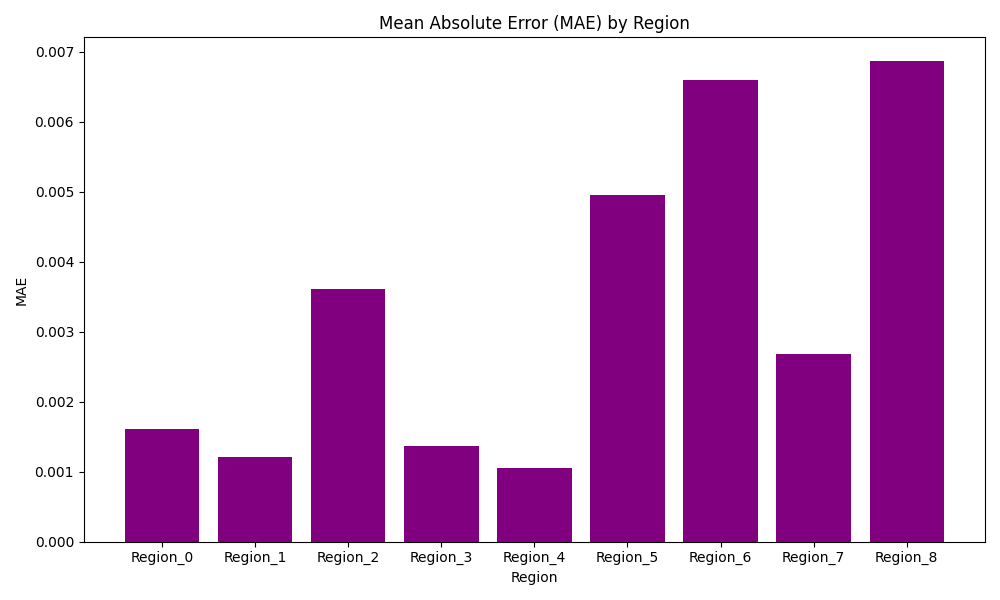 Mean Absolute Error (MAE) by Region
0.007
0.006
0.005
0.004
0.003
0.002
0.001
0.000
MAE
Region_0 Region_1 Region_2 Region_3 Region_4 Region_5 Region_6 Region_7 Region_8
Region